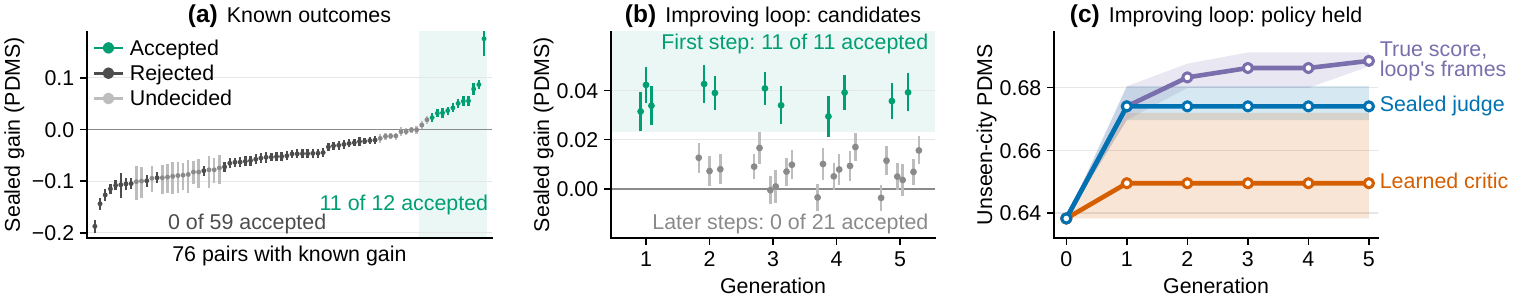 (a) Known outcomes
Sealed gain (PDMS)
0.1
0.0
−0.1
−0.2
Accepted
Rejected
Undecided
11 of 12 accepted
0 of 59 accepted
76 pairs with known gain
(b) Improving loop: candidates
Sealed gain (PDMS)
0.04
0.02
0.00
First step: 11 of 11 accepted
Later steps: 0 of 21 accepted
1 2 3 4 5
Generation
(c) Improving loop: policy held
Unseen-city PDMS
0.68
0.66
0.64
True score,
loop's frames
Sealed judge
Learned critic
0 1 2 3 4 5
Generation